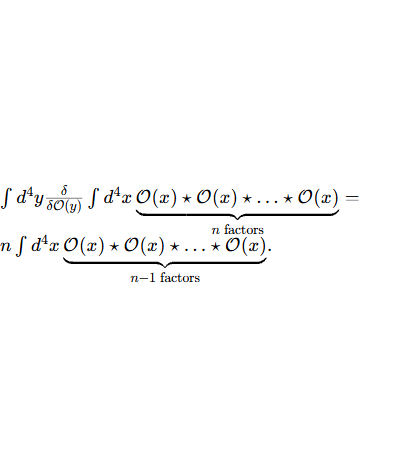 ∫ d⁴y δ/δ𝒪(y) ∫ d⁴x 𝒪(x) ⋆ 𝒪(x) ⋆ … ⋆ 𝒪(x) =
n factors
n ∫ d⁴x 𝒪(x) ⋆ 𝒪(x) ⋆ … ⋆ 𝒪(x).
n−1 factors